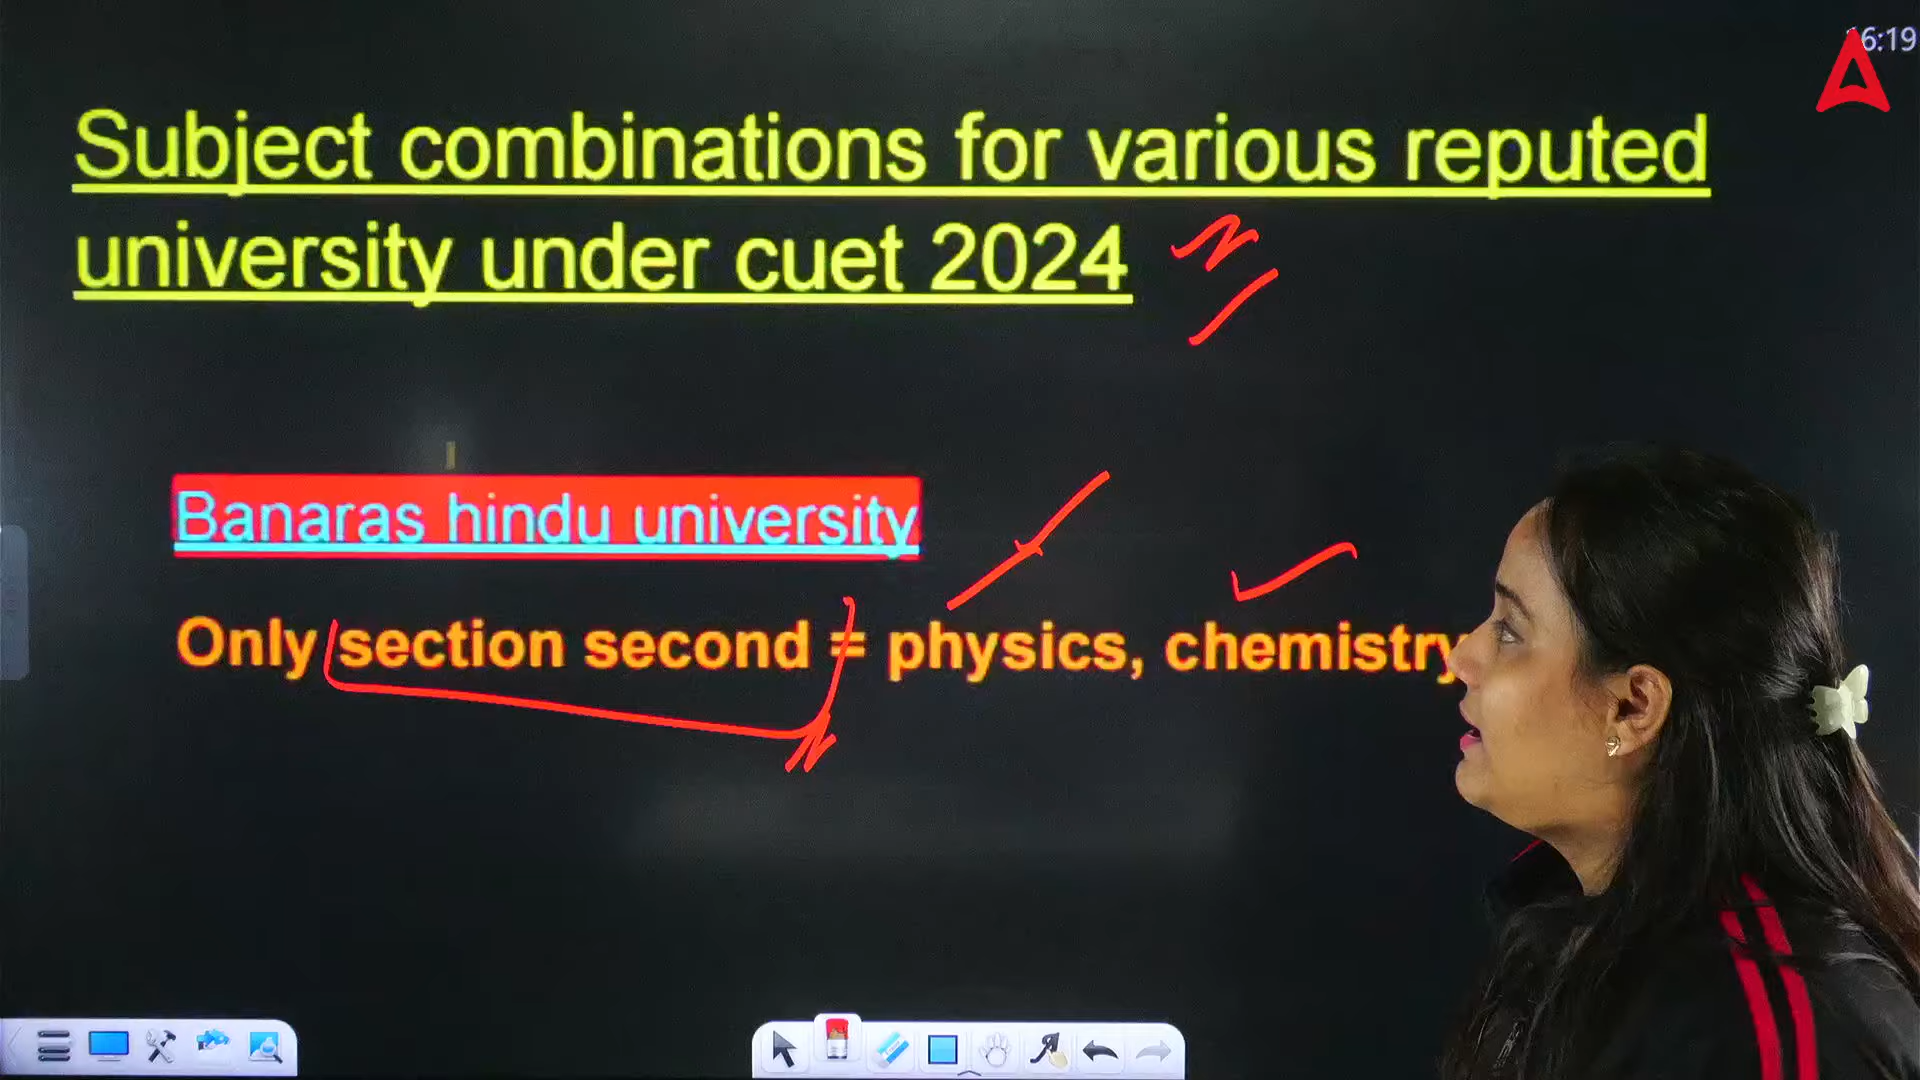 6:19
Subject combinations for various reputed
university under cuet 2024
Banaras hindu university
Only section second = physics, chemistry